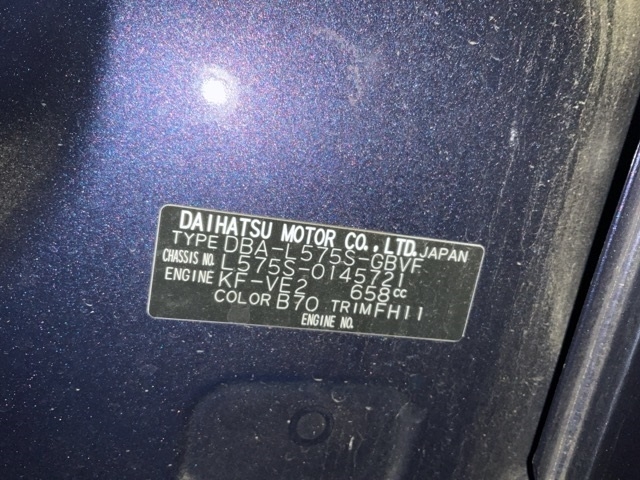 DAIHATSU MOTOR CO.,LTD. JAPAN
TYPE DBA-L575S-GBVF
CHASSIS NO. L575S-0145721
ENGINE KF-VE2 658cc
COLOR B70 TRIM FH11
ENGINE NO.